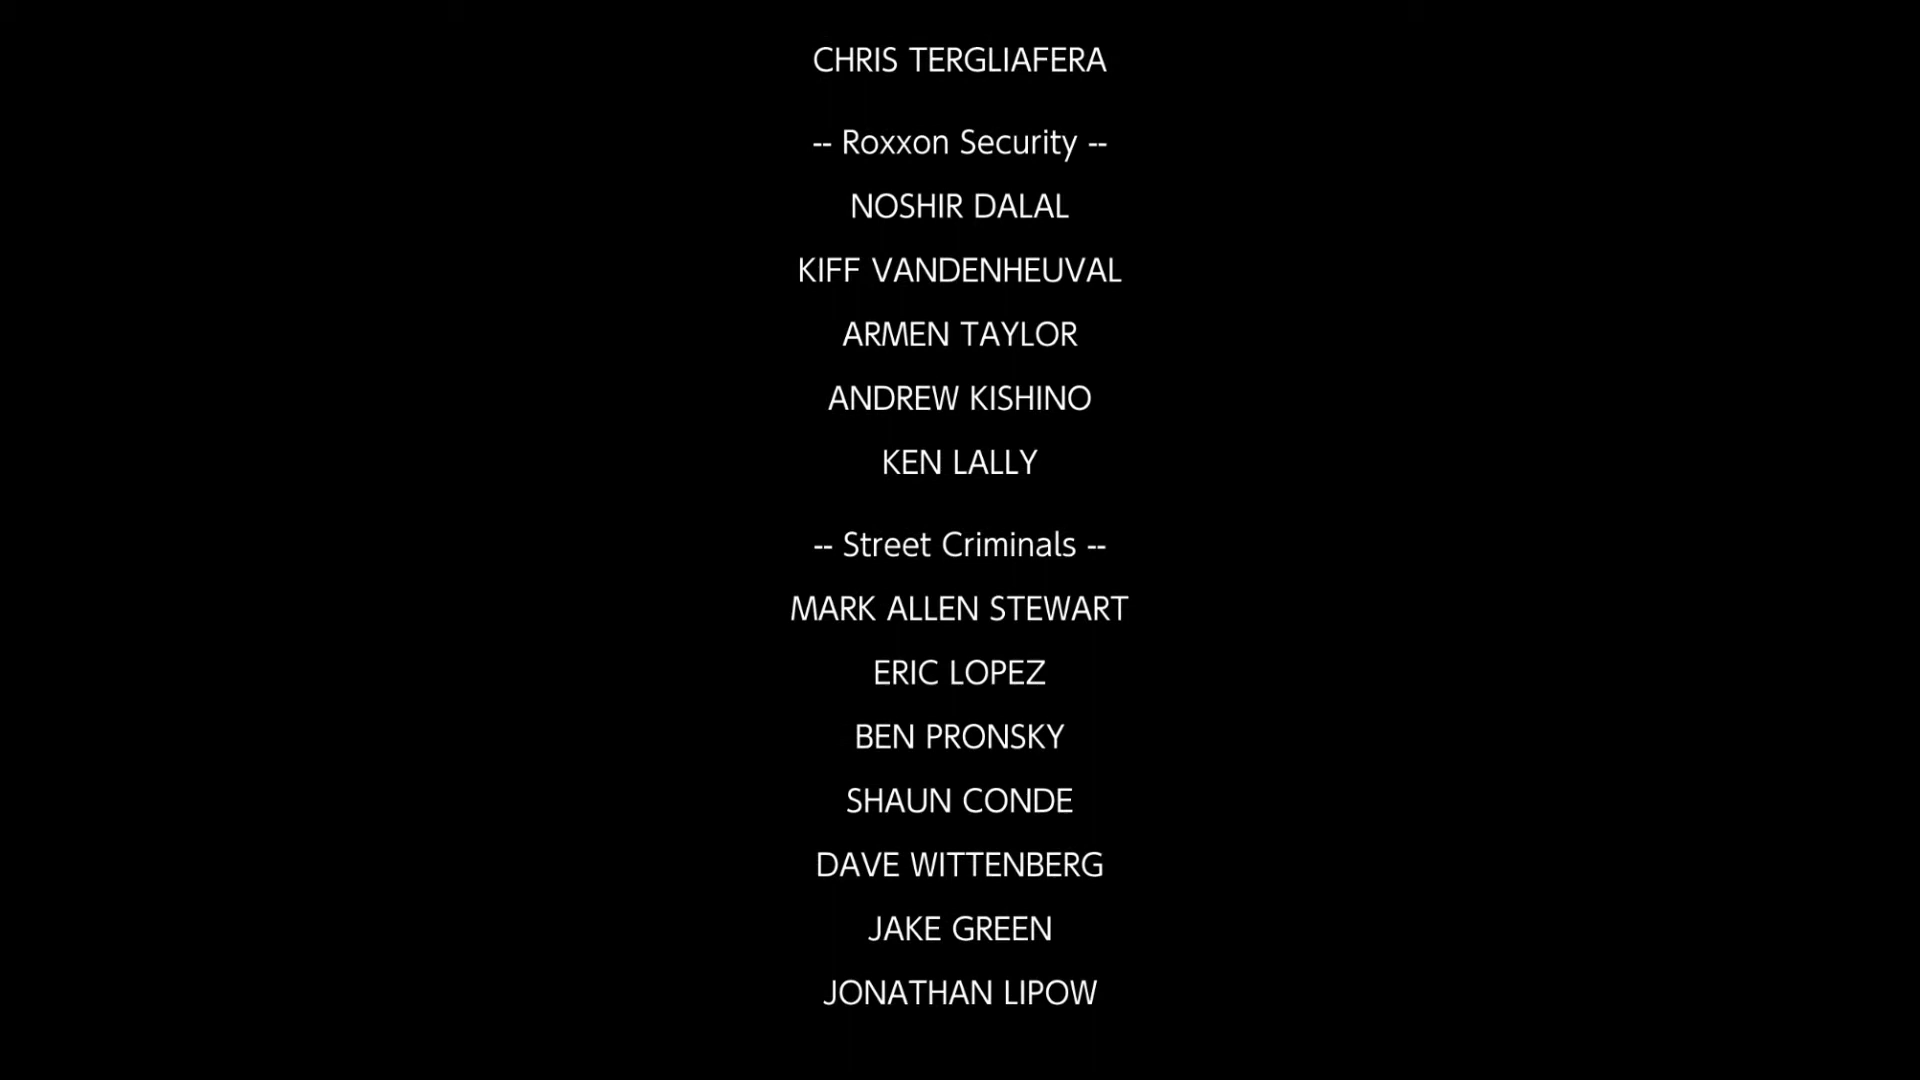 CHRIS TERGLIAFERA
-- Roxxon Security --
NOSHIR DALAL
KIFF VANDENHEUVAL
ARMEN TAYLOR
ANDREW KISHINO
KEN LALLY
-- Street Criminals --
MARK ALLEN STEWART
ERIC LOPEZ
BEN PRONSKY
SHAUN CONDE
DAVE WITTENBERG
JAKE GREEN
JONATHAN LIPOW